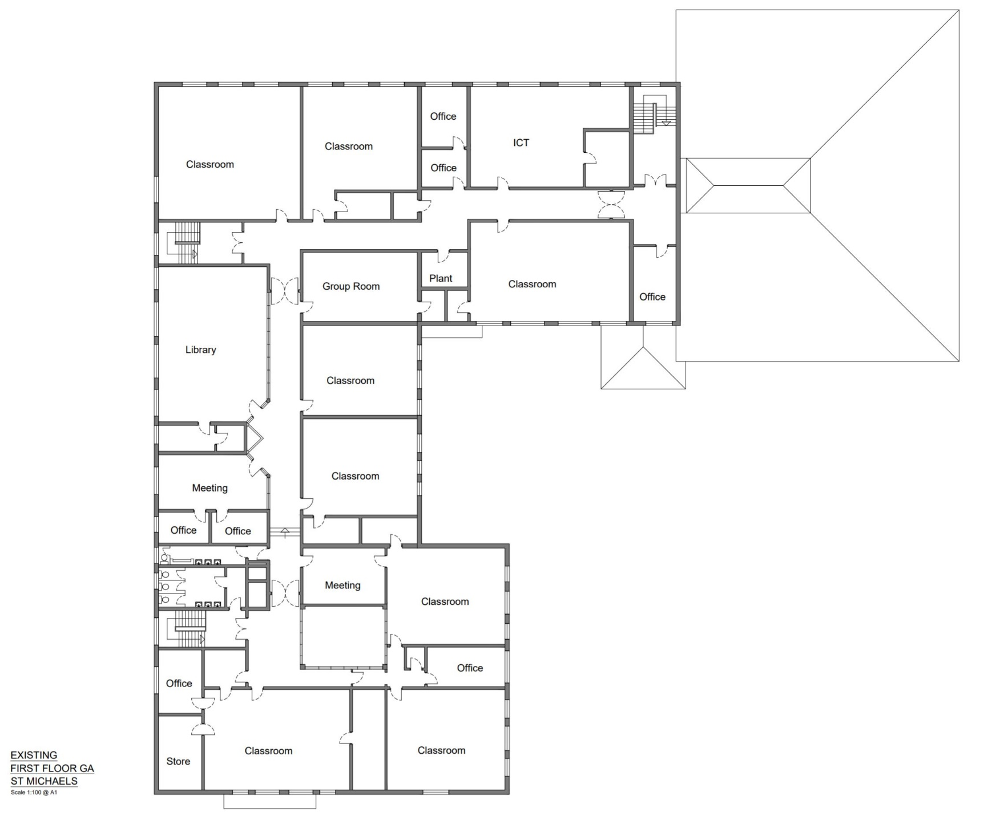 Office
Classroom
ICT
Classroom
Office
Classroom
Plant
Classroom
Group Room
Office
Library
Classroom
Classroom
Meeting
Office
Office
Meeting
Classroom
Office
Office
Classroom
Classroom
Store
EXISTING
FIRST FLOOR GA
ST MICHAELS
Scale 1:100 @ A1